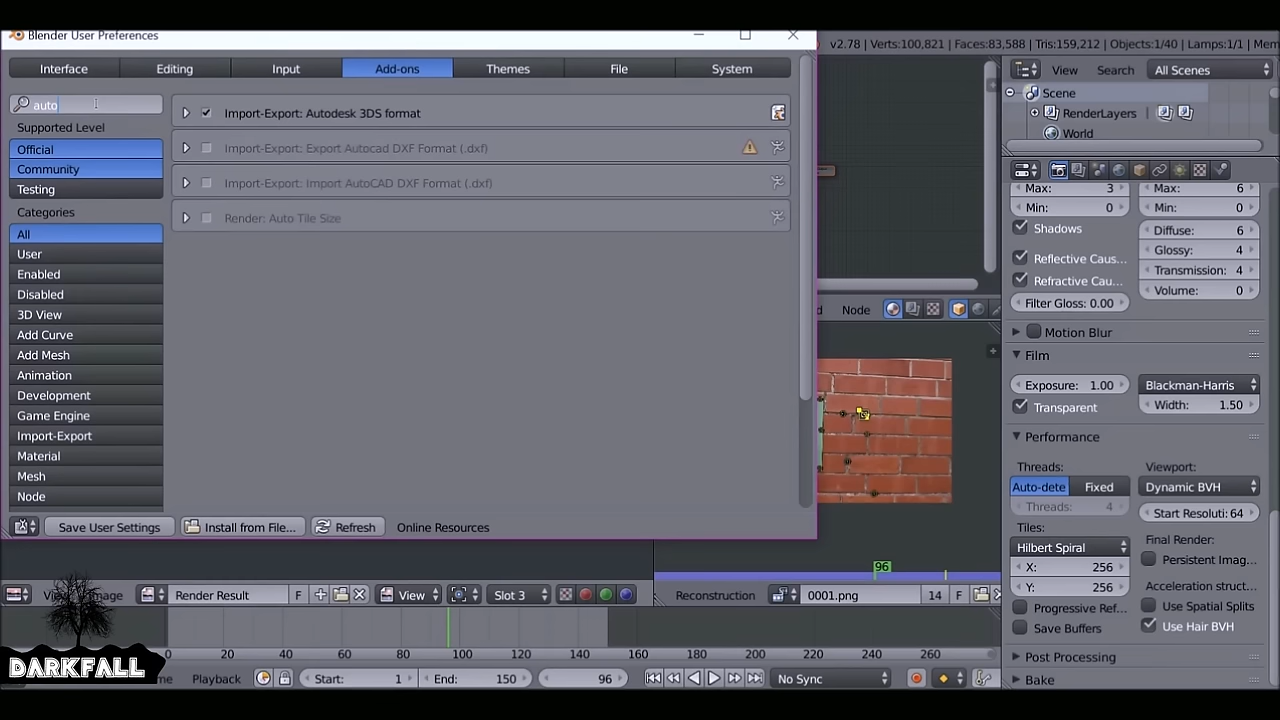 Blender User Preferences
Interface
Editing
Input
Add-ons
Themes
File
System
auto
Supported Level
Official
Community
Testing
Categories
All
User
Enabled
Disabled
3D View
Add Curve
Add Mesh
Animation
Development
Game Engine
Import-Export
Material
Mesh
Node
Import-Export: Autodesk 3DS format
Import-Export: Export Autocad DXF Format (.dxf)
Import-Export: Import AutoCAD DXF Format (.dxf)
Render: Auto Tile Size
Save User Settings
Install from File...
Refresh
Online Resources
v2.78 | Verts:100,821 | Faces:83,588 | Tris:159,212 | Objects:1/40 | Lamps:1/1 | Mem
View
Search
All Scenes
Scene
RenderLayers
World
Max: 3
Max: 6
Min: 0
Min: 0
Shadows
Diffuse: 6
Glossy: 4
Reflective Caus...
Transmission: 4
Refractive Cau...
Volume: 0
Filter Gloss: 0.00
Motion Blur
Film
Exposure: 1.00
Blackman-Harris
Transparent
Width: 1.50
Performance
Threads:
Viewport:
Auto-dete
Fixed
Dynamic BVH
Threads: 4
Start Resoluti: 64
Tiles:
Final Render:
Hilbert Spiral
Persistent Imag...
X: 256
Acceleration struct...
Y: 256
Use Spatial Splits
Progressive Ref...
Use Hair BVH
Save Buffers
Post Processing
Bake
Node
96
Render Result
F
View
Slot 3
Reconstruction
0001.png
14
F
0 20 40 60 80 100 120 140 160 180 200 220 240 260
DARKFALL
Playback
Start: 1
End: 150
96
No Sync